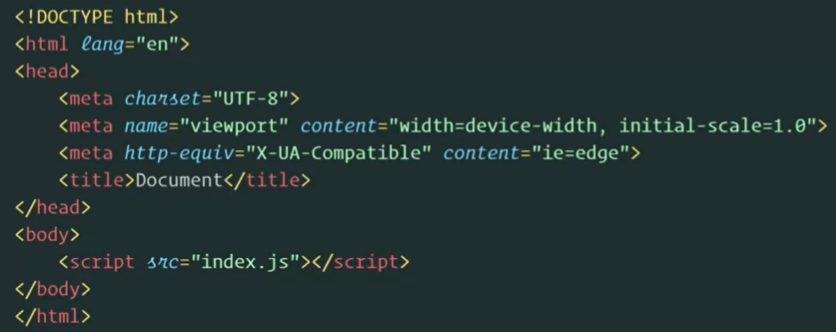 <!DOCTYPE html>
<html lang="en">
<head>
    <meta charset="UTF-8">
    <meta name="viewport" content="width=device-width, initial-scale=1.0">
    <meta http-equiv="X-UA-Compatible" content="ie=edge">
    <title>Document</title>
</head>
<body>
    <script src="index.js"></script>
</body>
</html>